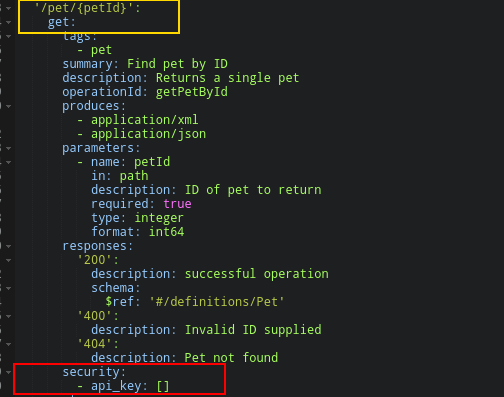 '/pet/{petId}':
get:
tags:
- pet
summary: Find pet by ID
description: Returns a single pet
operationId: getPetById
produces:
- application/xml
- application/json
parameters:
- name: petId
in: path
description: ID of pet to return
required: true
type: integer
format: int64
responses:
'200':
description: successful operation
schema:
$ref: '#/definitions/Pet'
'400':
description: Invalid ID supplied
'404':
description: Pet not found
security:
- api_key: []